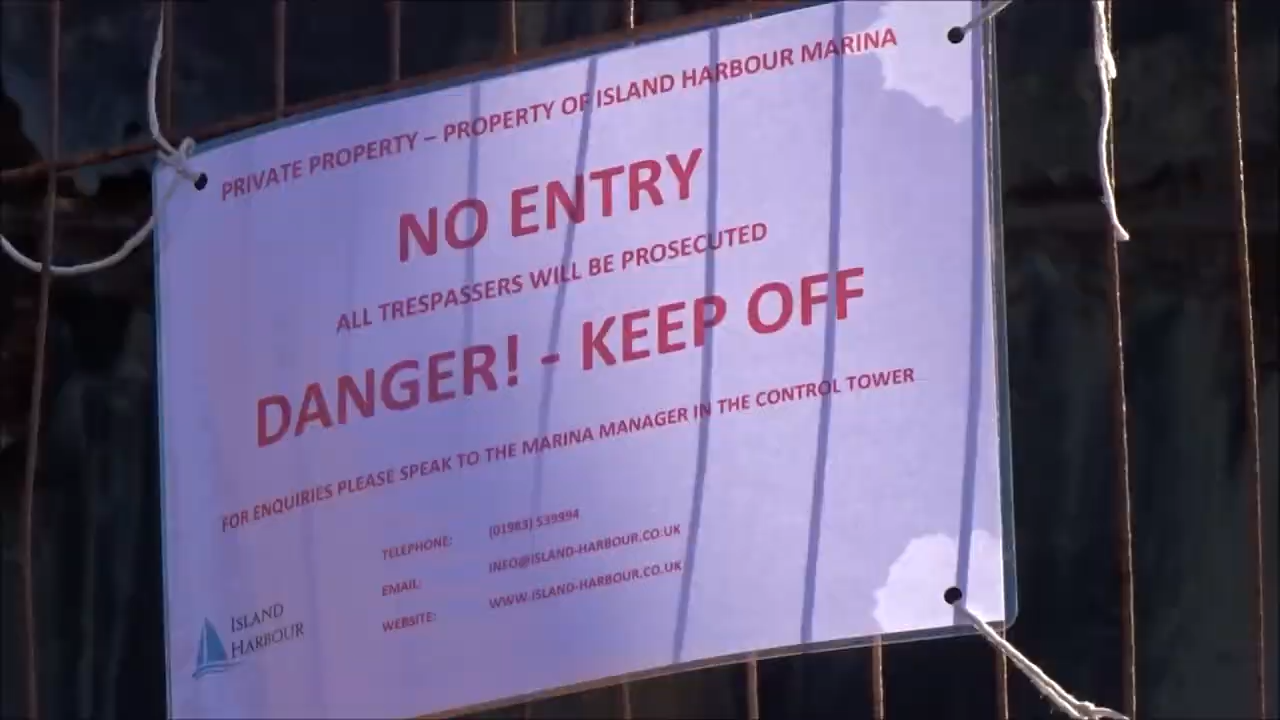 PRIVATE PROPERTY – PROPERTY OF ISLAND HARBOUR MARINA
NO ENTRY
ALL TRESPASSERS WILL BE PROSECUTED
DANGER! - KEEP OFF
FOR ENQUIRIES PLEASE SPEAK TO THE MARINA MANAGER IN THE CONTROL TOWER
TELEPHONE: (01983) 539994
EMAIL: INFO@ISLAND-HARBOUR.CO.UK
WEBSITE: WWW.ISLAND-HARBOUR.CO.UK
ISLAND
HARBOUR